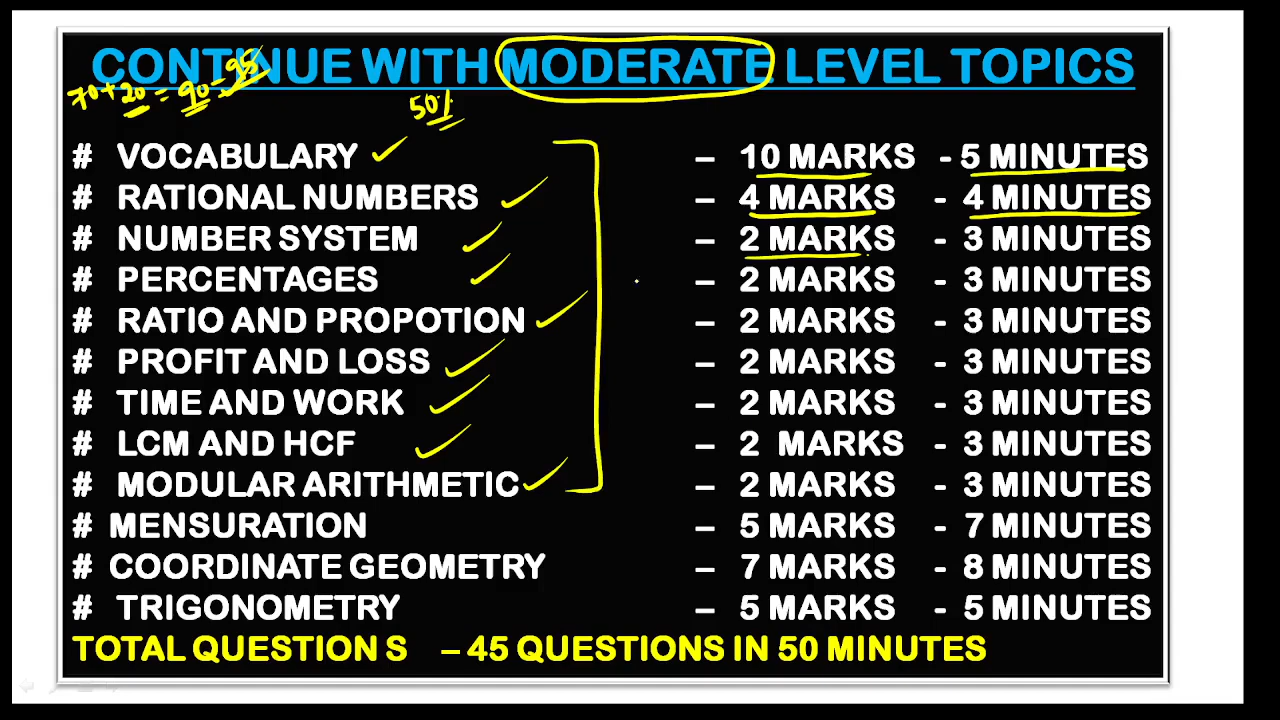 CONTINUE WITH MODERATE LEVEL TOPICS
70+20 = 90 - 95
50%
# VOCABULARY – 10 MARKS - 5 MINUTES
# RATIONAL NUMBERS – 4 MARKS - 4 MINUTES
# NUMBER SYSTEM – 2 MARKS - 3 MINUTES
# PERCENTAGES – 2 MARKS - 3 MINUTES
# RATIO AND PROPOTION – 2 MARKS - 3 MINUTES
# PROFIT AND LOSS – 2 MARKS - 3 MINUTES
# TIME AND WORK – 2 MARKS - 3 MINUTES
# LCM AND HCF – 2 MARKS - 3 MINUTES
# MODULAR ARITHMETIC – 2 MARKS - 3 MINUTES
# MENSURATION – 5 MARKS - 7 MINUTES
# COORDINATE GEOMETRY – 7 MARKS - 8 MINUTES
# TRIGONOMETRY – 5 MARKS - 5 MINUTES
TOTAL QUESTION S – 45 QUESTIONS IN 50 MINUTES